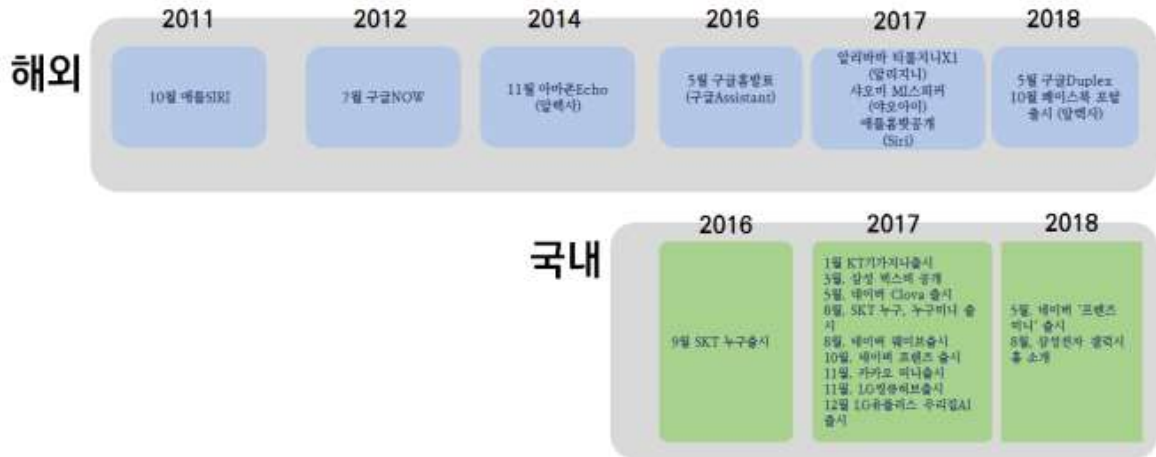 2011
2012
2014
2016
2017
2018
해외
10월 애플SIRI
7월 구글NOW
11월 아마존Echo
(알렉사)
5월 구글홈발표
(구글Assistant)
알리바바 티몰지니X1
(알리지니)
샤오미 MI스피커
(샤오아이)
애플홈팟공개
(Siri)
5월 구글Duplex
10월 페이스북 포탈
출시 (알렉사)
국내
2016
2017
2018
9월 SKT 누구출시
1월 KT기가지니출시
3월, 삼성 빅스비 공개
5월, 네이버 Clova 출시
8월, SKT 누구, 누구미니 출
시
8월, 네이버 웨이브출시
10월, 네이버 프렌즈 출시
11월, 카카오 미니출시
11월, LG씽큐허브출시
12월 LG유플러스 우리집AI
출시
5월, 네이버 '프렌즈
미니' 출시
8월, 삼성전자 갤럭시
홈 소개